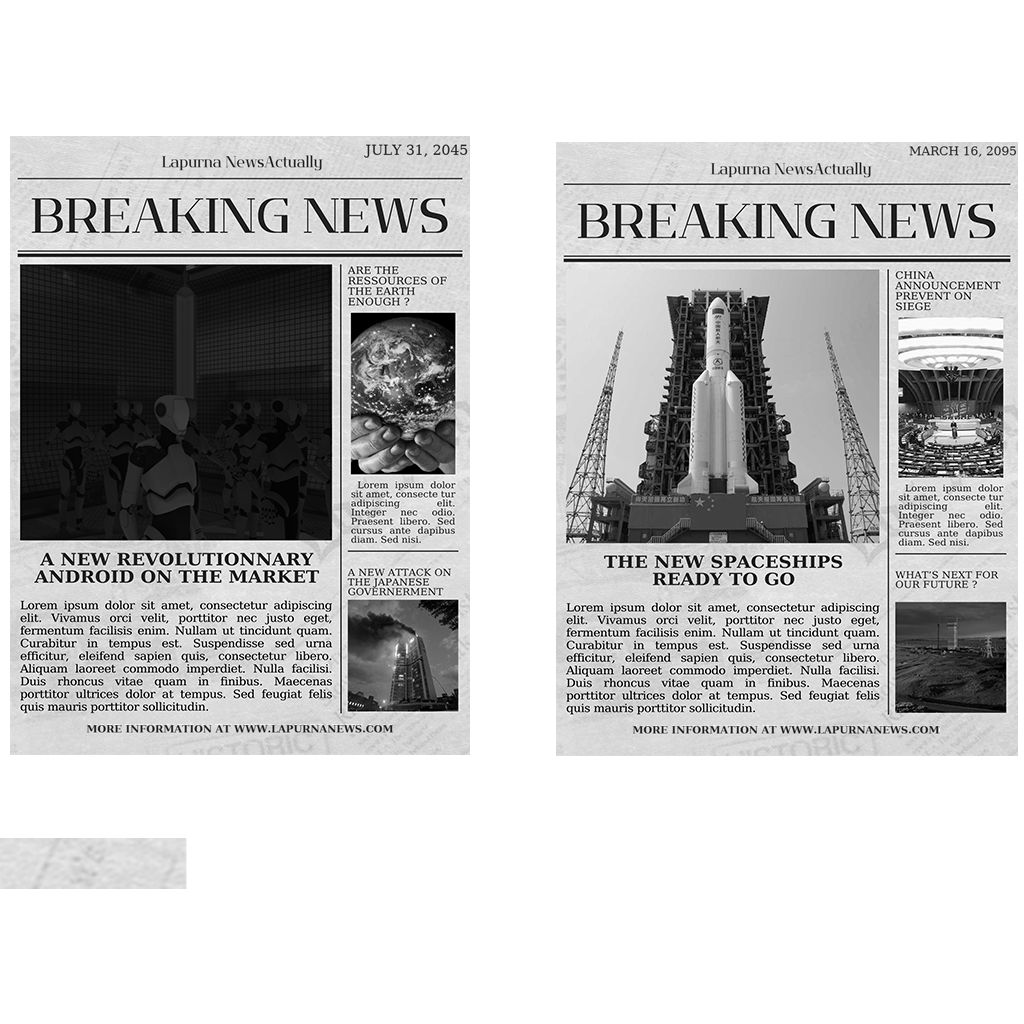 JULY 31, 2045
Lapurna NewsActually
BREAKING NEWS
A NEW REVOLUTIONNARY
ANDROID ON THE MARKET
Lorem ipsum dolor sit amet, consectetur adipiscing
elit. Vivamus orci velit, porttitor nec justo eget,
fermentum facilisis enim. Nullam ut tincidunt quam.
Curabitur in tempus est. Suspendisse sed urna
efficitur, eleifend sapien quis, consectetur libero.
Aliquam laoreet commodo imperdiet. Nulla facilisi.
Duis rhoncus vitae quam in finibus. Maecenas
porttitor ultrices dolor at tempus. Sed feugiat felis
quis mauris porttitor sollicitudin.
ARE THE
RESSOURCES OF
THE EARTH
ENOUGH ?
Lorem ipsum dolor
sit amet, consecte tur
adipiscing elit.
Integer nec odio.
Praesent libero. Sed
cursus ante dapibus
diam. Sed nisi.
A NEW ATTACK ON
THE JAPANESE
GOVERNERMENT
MORE INFORMATION AT WWW.LAPURNANEWS.COM
HISTORIC
MARCH 16, 2095
Lapurna NewsActually
BREAKING NEWS
THE NEW SPACESHIPS
READY TO GO
Lorem ipsum dolor sit amet, consectetur adipiscing
elit. Vivamus orci velit, porttitor nec justo eget,
fermentum facilisis enim. Nullam ut tincidunt quam.
Curabitur in tempus est. Suspendisse sed urna
efficitur, eleifend sapien quis, consectetur libero.
Aliquam laoreet commodo imperdiet. Nulla facilisi.
Duis rhoncus vitae quam in finibus. Maecenas
porttitor ultrices dolor at tempus. Sed feugiat felis
quis mauris porttitor sollicitudin.
CHINA
ANNOUNCEMENT
PREVENT ON
SIEGE
Lorem ipsum dolor
sit amet, consecte tur
adipiscing elit.
Integer nec odio.
Praesent libero. Sed
cursus ante dapibus
diam. Sed nisi.
WHAT'S NEXT FOR
OUR FUTURE ?
MORE INFORMATION AT WWW.LAPURNANEWS.COM
HISTORIC